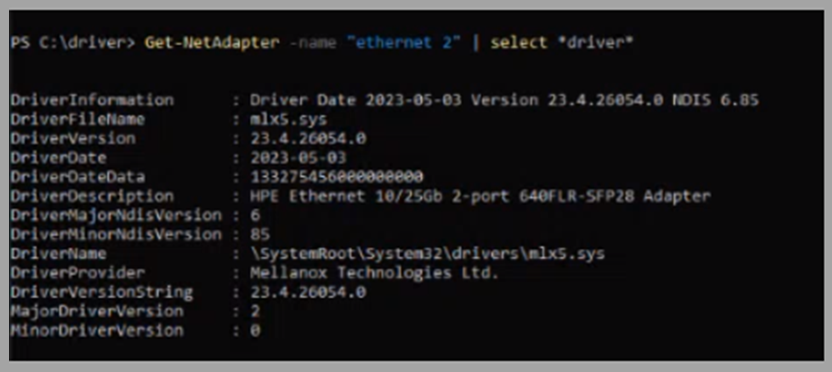 PS C:\driver> Get-NetAdapter -name "ethernet 2" | select *driver*
DriverInformation : Driver Date 2023-05-03 Version 23.4.26054.0 NDIS 6.85
DriverFileName : mlx5.sys
DriverVersion : 23.4.26054.0
DriverDate : 2023-05-03
DriverDateData : 133275456000000000
DriverDescription : HPE Ethernet 10/25Gb 2-port 640FLR-SFP28 Adapter
DriverMajorNdisVersion : 6
DriverMinorNdisVersion : 85
DriverName : \SystemRoot\System32\drivers\mlx5.sys
DriverProvider : Mellanox Technologies Ltd.
DriverVersionString : 23.4.26054.0
MajorDriverVersion : 2
MinorDriverVersion : 0